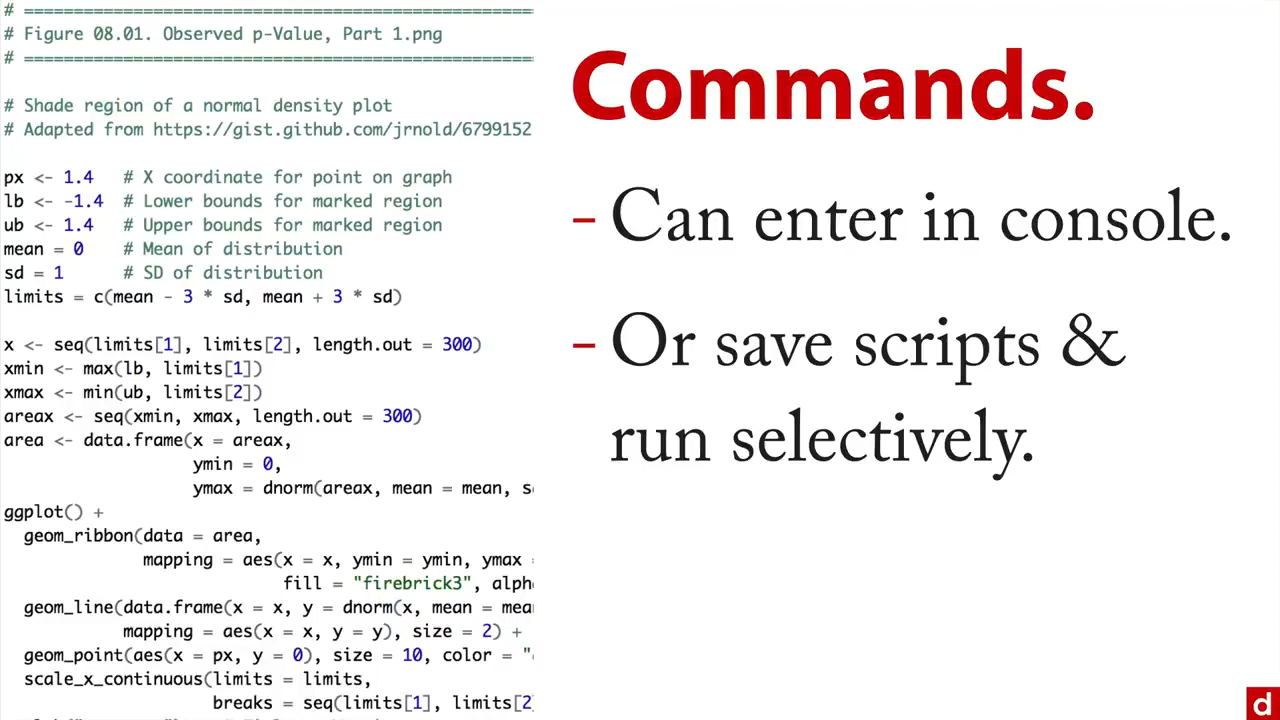 # ===================================================
# Figure 08.01. Observed p-Value, Part 1.png
# ===================================================
# Shade region of a normal density plot
# Adapted from https://gist.github.com/jrnold/6799152
px <- 1.4   # X coordinate for point on graph
lb <- -1.4  # Lower bounds for marked region
ub <- 1.4   # Upper bounds for marked region
mean = 0    # Mean of distribution
sd = 1      # SD of distribution
limits = c(mean - 3 * sd, mean + 3 * sd)
x <- seq(limits[1], limits[2], length.out = 300)
xmin <- max(lb, limits[1])
xmax <- min(ub, limits[2])
areax <- seq(xmin, xmax, length.out = 300)
area <- data.frame(x = areax,
                   ymin = 0,
                   ymax = dnorm(areax, mean = mean, s
ggplot() +
  geom_ribbon(data = area,
              mapping = aes(x = x, ymin = ymin, ymax =
                            fill = "firebrick3", alph
  geom_line(data.frame(x = x, y = dnorm(x, mean = mea
            mapping = aes(x = x, y = y), size = 2) +
  geom_point(aes(x = px, y = 0), size = 10, color = "
  scale_x_continuous(limits = limits,
                     breaks = seq(limits[1], limits[2
Commands.
– Can enter in console.
– Or save scripts &
run selectively.
d